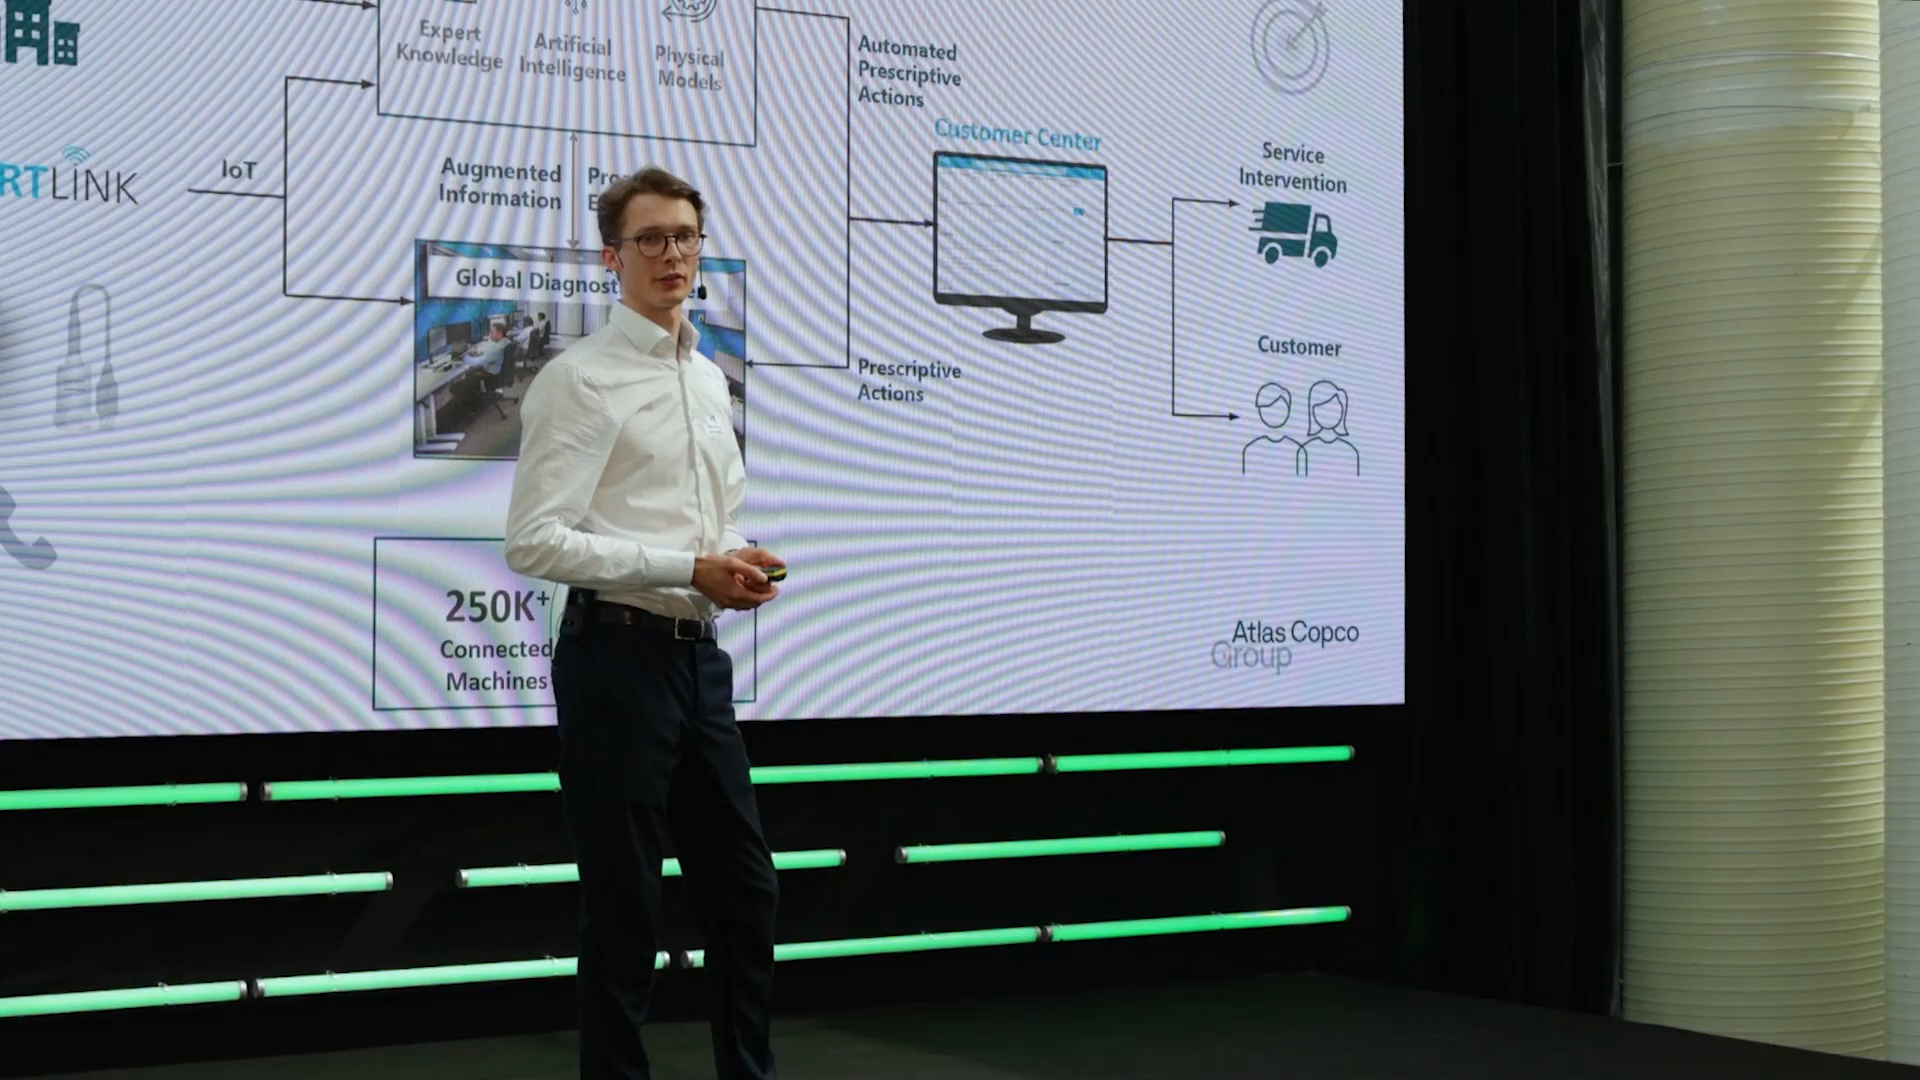 Expert
Knowledge
Artificial
Intelligence
Physical
Models
Automated
Prescriptive
Actions
Customer Center
Service
Intervention
RTLINK
IoT
Augmented
Information
Global Diagnost
Prescriptive
Actions
Customer
250K+
Connected
Machines
Atlas Copco
Group